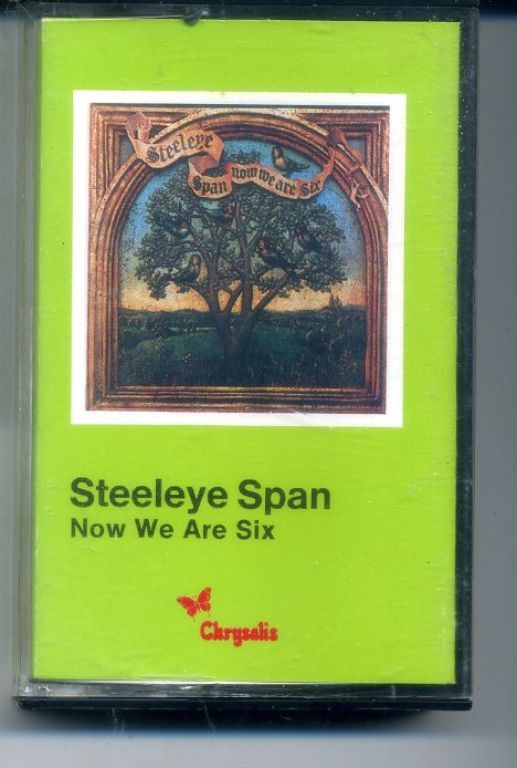 Steeleye
Span now we are Six
Steeleye Span
Now We Are Six
Chrysalis